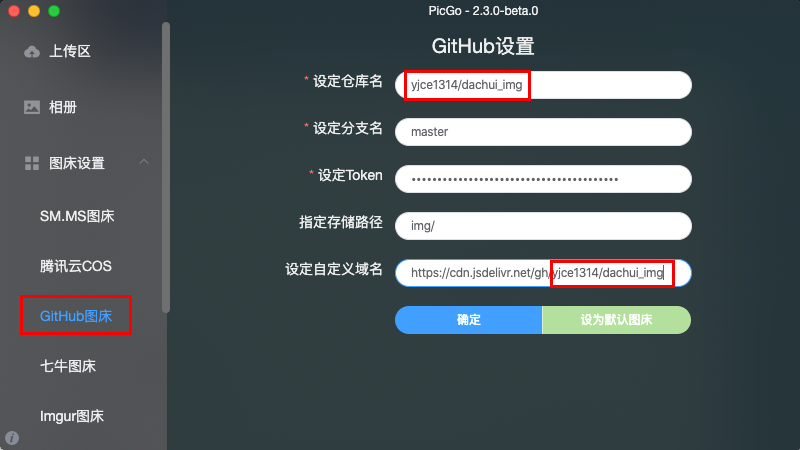 PicGo - 2.3.0-beta.0
上传区
相册
图床设置
SM.MS图床
腾讯云COS
GitHub图床
七牛图床
Imgur图床
GitHub设置
* 设定仓库名 yjce1314/dachui_img
* 设定分支名 master
* 设定Token
指定存储路径 img/
设定自定义域名 https://cdn.jsdelivr.net/gh/yjce1314/dachui_img
确定 设为默认图床